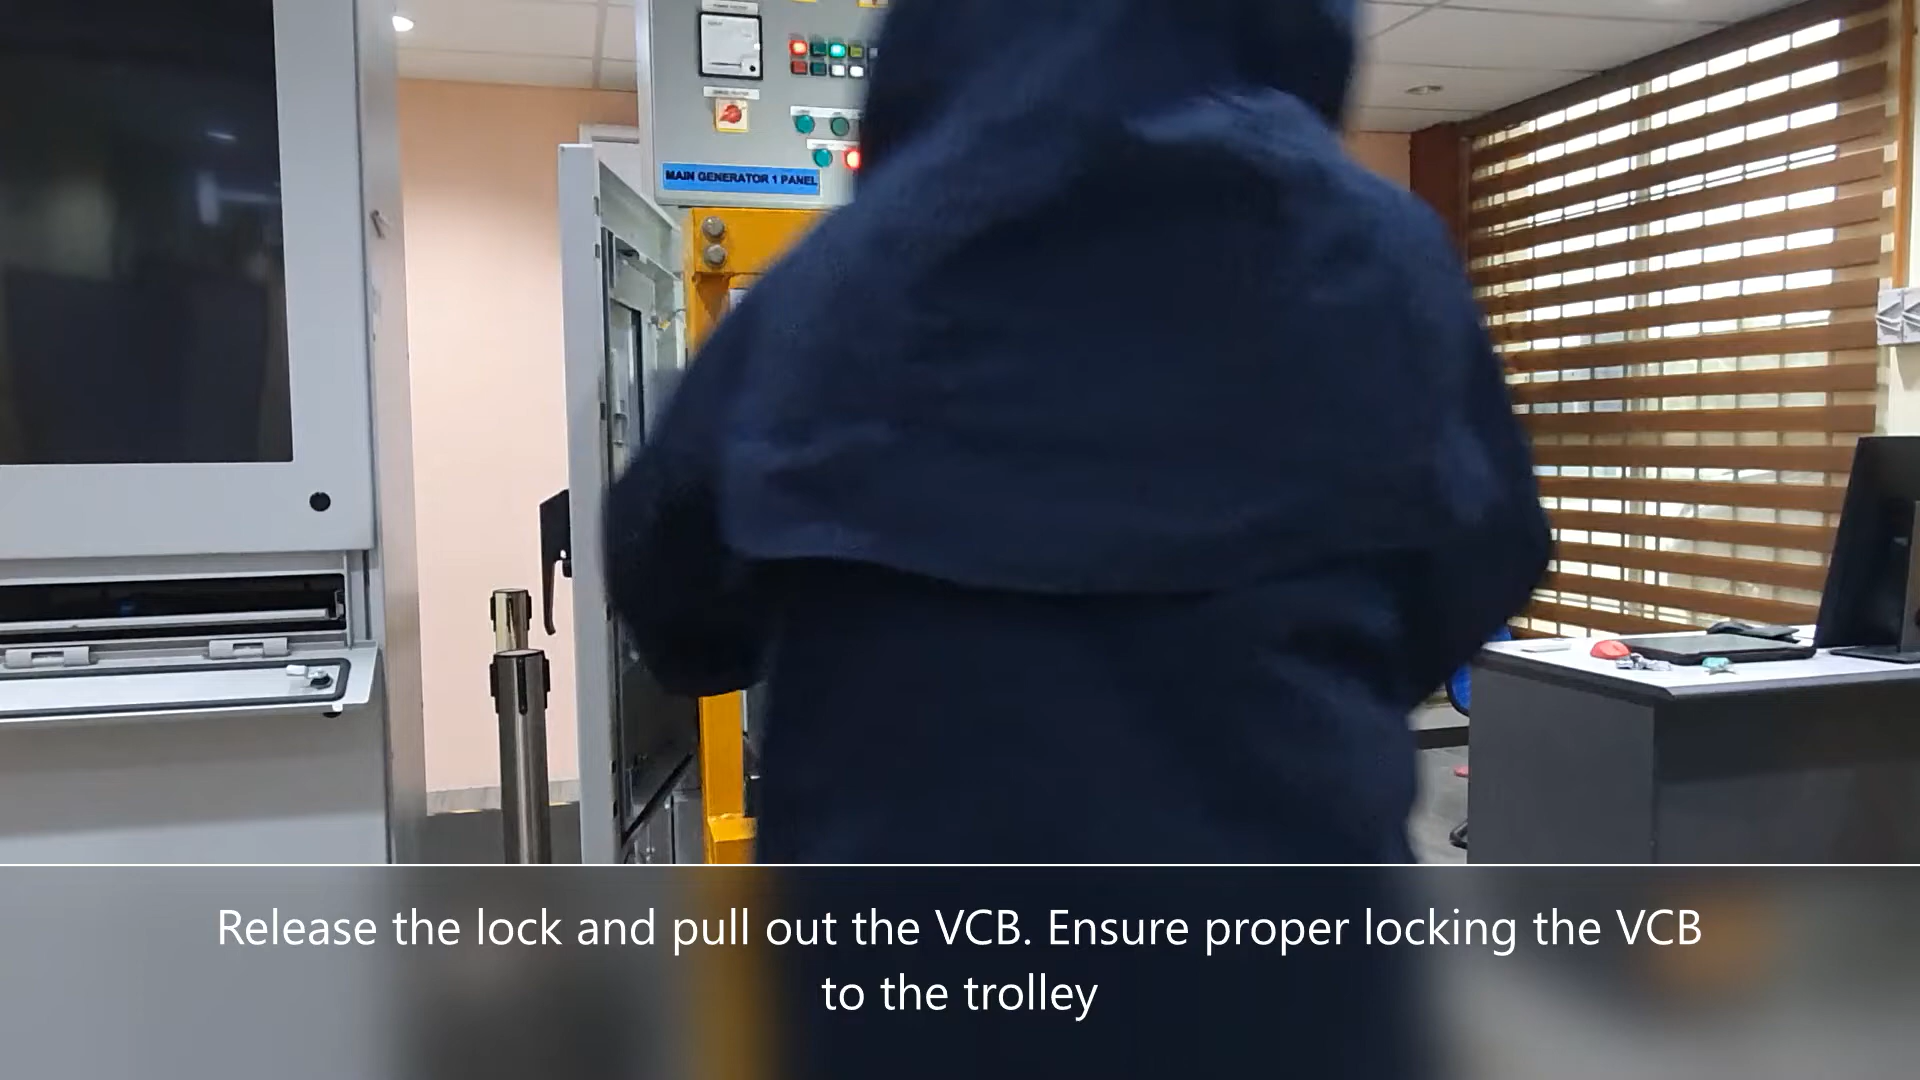 MAIN GENERATOR 1 PANEL
Release the lock and pull out the VCB. Ensure proper locking the VCB
to the trolley